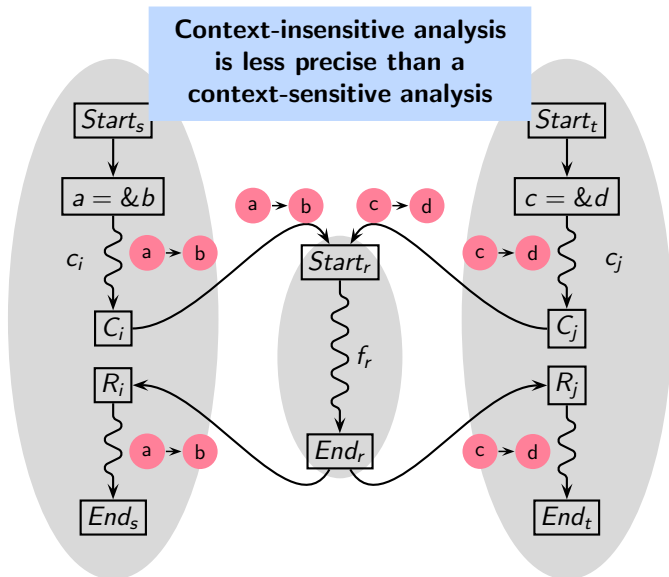 Context-insensitive analysis
is less precise than a
context-sensitive analysis
Start_s
Start_t
a = &b
c = &d
a b
c d
c_i
a b
Start_r
c d
c_j
C_i
C_j
f_r
R_i
R_j
a b
End_r
c d
End_s
End_t